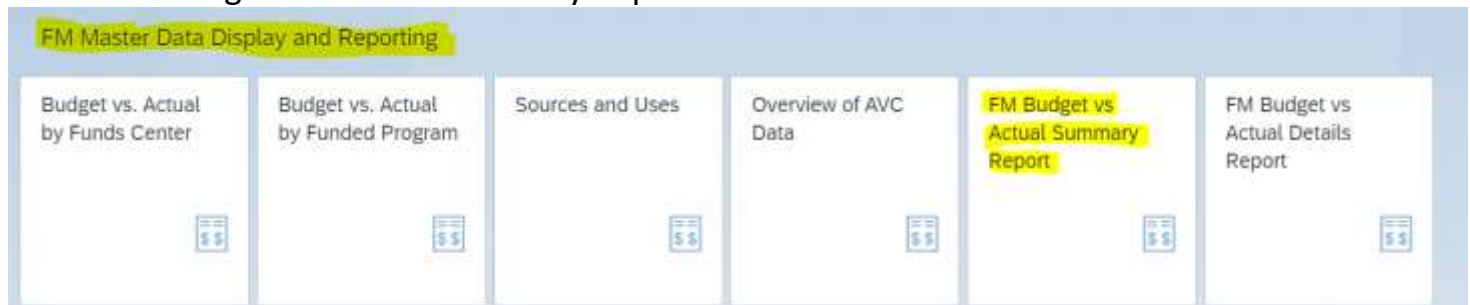 FM Master Data Display and Reporting
Budget vs. Actual
by Funds Center
Budget vs. Actual
by Funded Program
Sources and Uses
Overview of AVC
Data
FM Budget vs
Actual Summary
Report
FM Budget vs
Actual Details
Report
$ $
$ $
$ $
$ $
$ $
$ $